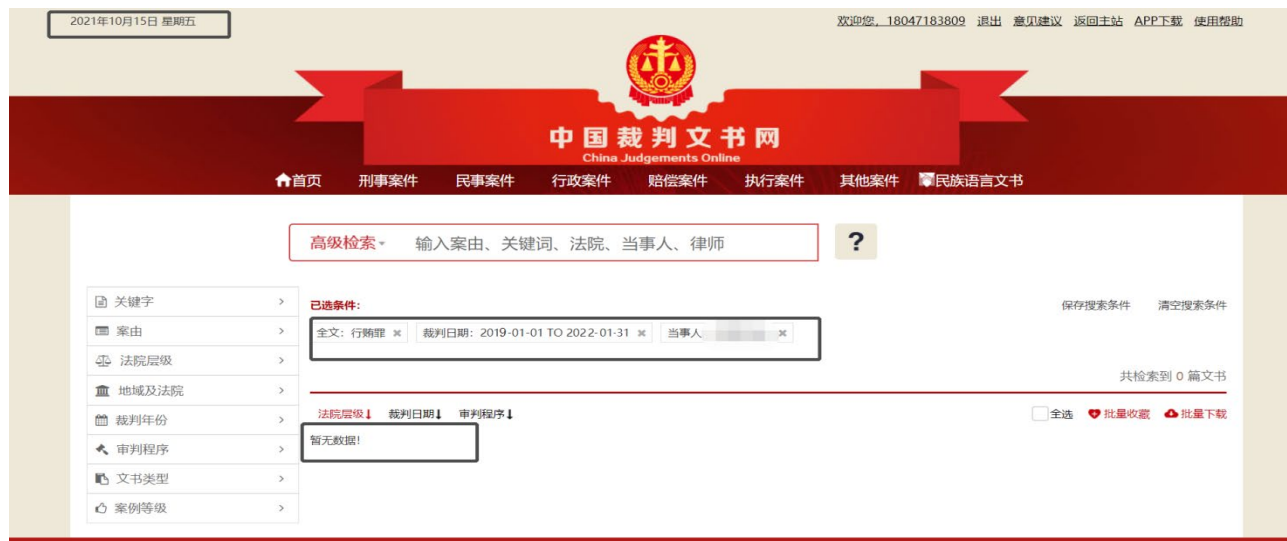 2021年10月15日 星期五
欢迎您，18047183809 退出 意见建议 返回主站 APP下载 使用帮助
中国裁判文书网
China Judgements Online
首页 刑事案件 民事案件 行政案件 赔偿案件 执行案件 其他案件 民族语言文书
高级检索 输入案由、关键词、法院、当事人、律师 ?
关键字
案由
法院层级
地域及法院
裁判年份
审判程序
文书类型
案例等级
已选条件:
保存搜索条件 清空搜索条件
全文：行贿罪 × 裁判日期：2019-01-01 TO 2022-01-31 × 当事人 ×
共检索到 0 篇文书
法院层级 裁判日期 审判程序
全选 批量收藏 批量下载
暂无数据!